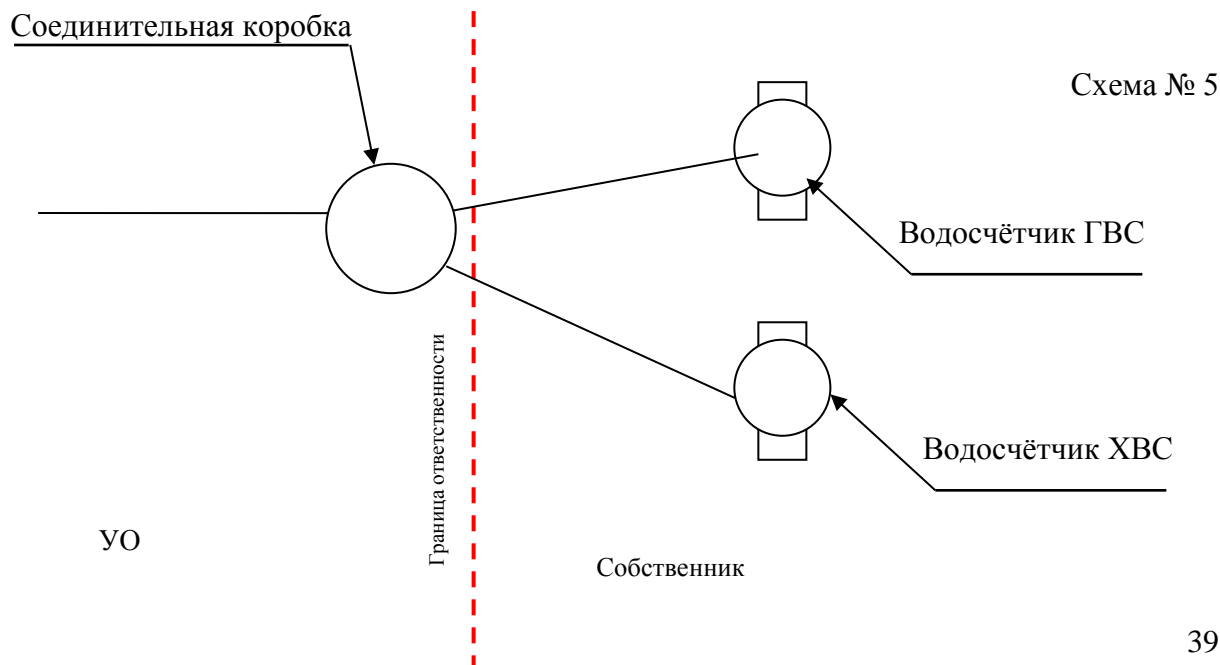 Соединительная коробка
Схема № 5
Водосчётчик ГВС
Граница ответственности
Водосчётчик ХВС
УО
Собственник
39